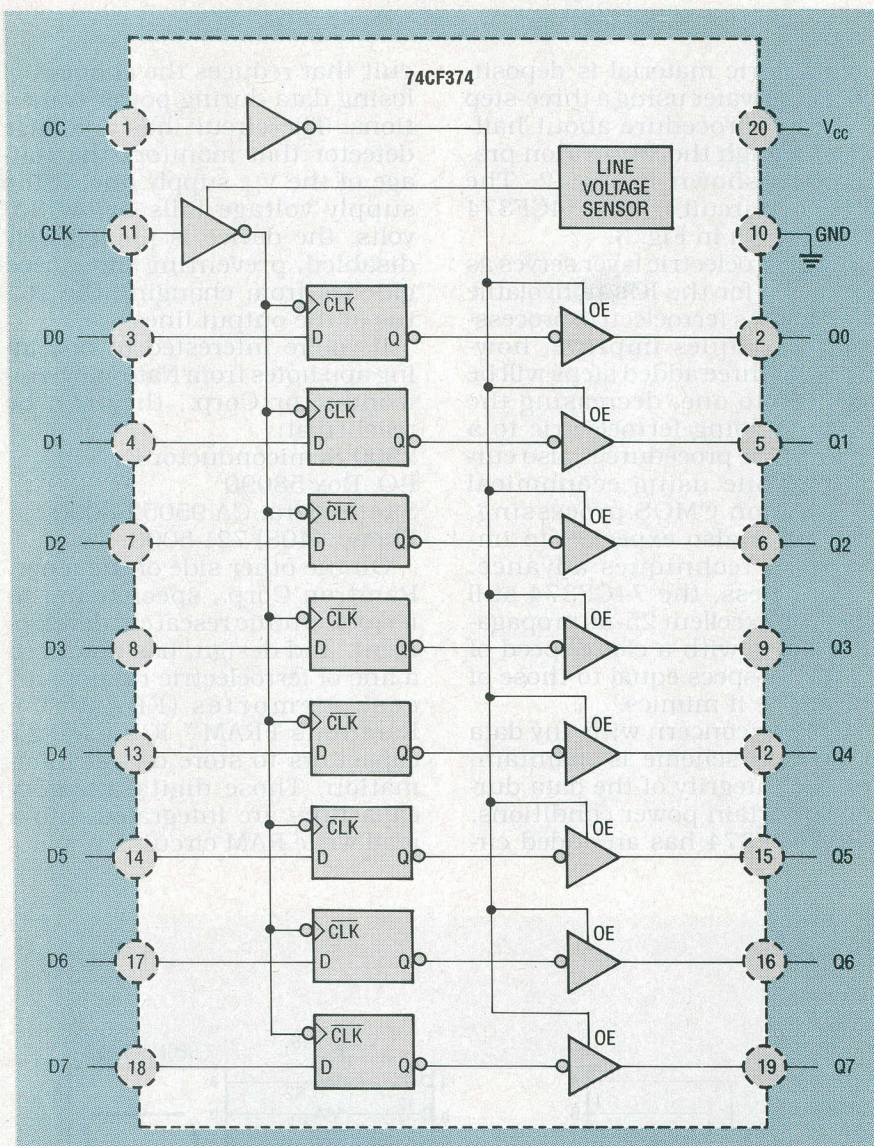 74CF374
OC 1 20 VCC
LINE VOLTAGE SENSOR
CLK 11 10 GND
CLK OE
D0 3 D Q 2 Q0
CLK OE
D1 4 D Q 5 Q1
CLK OE
D2 7 D Q 6 Q2
CLK OE
D3 8 D Q 9 Q3
CLK OE
D4 13 D Q 12 Q4
CLK OE
D5 14 D Q 15 Q5
CLK OE
D6 17 D Q 16 Q6
CLK OE
D7 18 D Q 19 Q7